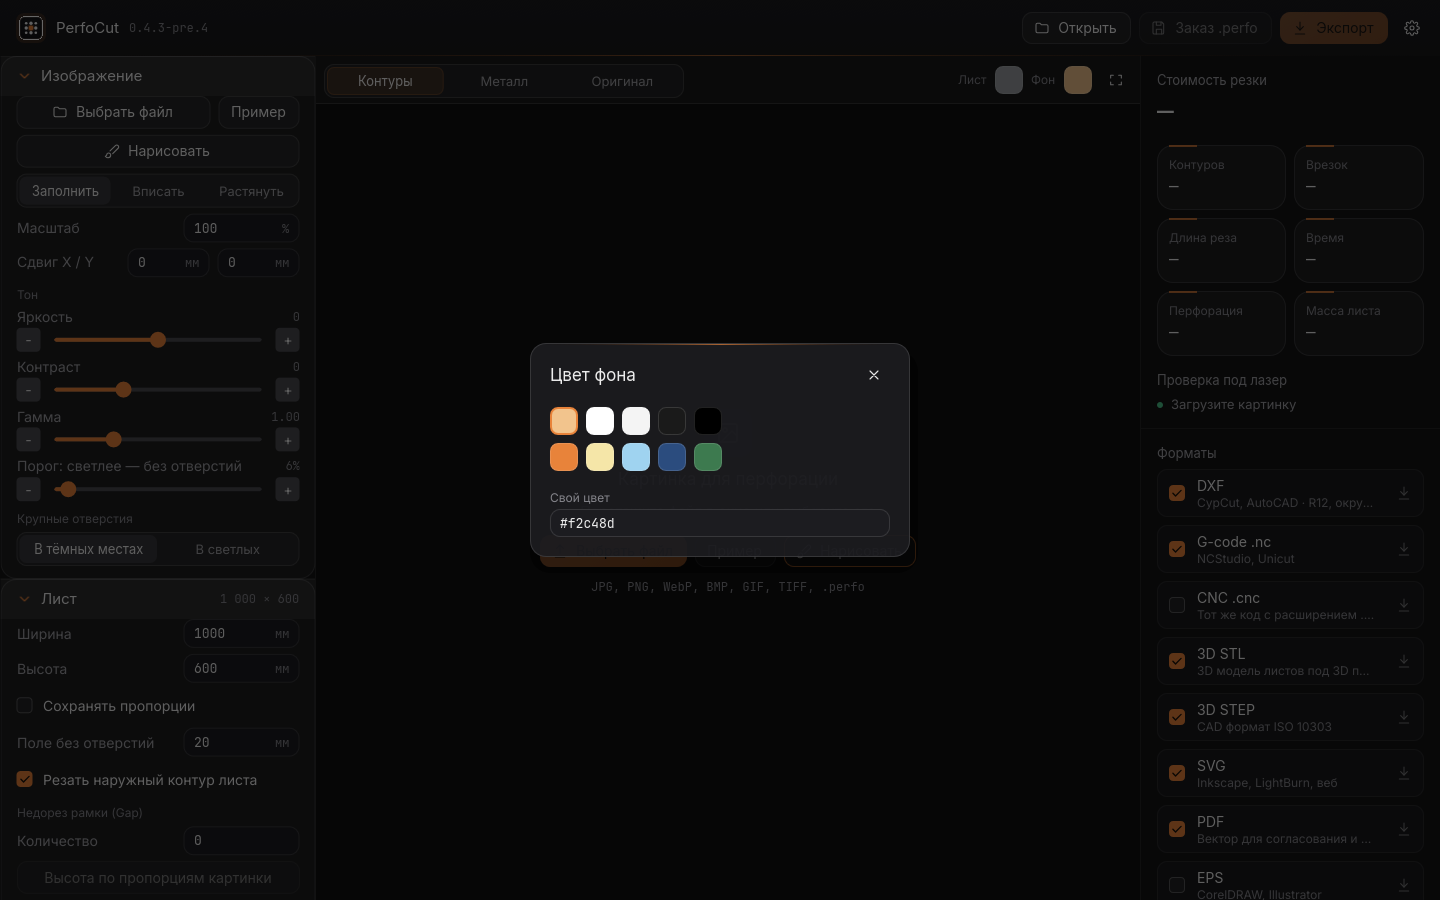 PerfoCut 0.4.3-pre.4
Открыть
Заказ .perfo
Экспорт
Изображение
Выбрать файл
Пример
Нарисовать
Заполнить
Вписать
Растянуть
Масштаб 100 %
Сдвиг X / Y 0 мм 0 мм
Тон
Яркость 0
- +
Контраст 0
- +
Гамма 1.00
- +
Порог: светлее — без отверстий 6%
- +
Крупные отверстия
В тёмных местах
В светлых
Лист 1 000 × 600
Ширина 1000 мм
Высота 600 мм
Сохранять пропорции
Поле без отверстий 20 мм
Резать наружный контур листа
Недорез рамки (Gap)
Количество 0
Высота по пропорциям картинки
Контуры
Металл
Оригинал
Лист
Фон
Цвет фона
Свой цвет
#f2c48d
JPG, PNG, WebP, BMP, GIF, TIFF, .perfo
Стоимость резки
—
Контуров
—
Врезок
—
Длина реза
—
Время
—
Перфорация
—
Масса листа
—
Проверка под лазер
Загрузите картинку
Форматы
DXF
CypCut, AutoCAD · R12, окру...
G-code .nc
NCStudio, Unicut
CNC .cnc
Тот же код с расширением ....
3D STL
3D модель листов под 3D п...
3D STEP
CAD формат ISO 10303
SVG
Inkscape, LightBurn, веб
PDF
Вектор для согласования и ...
EPS
CorelDRAW, Illustrator